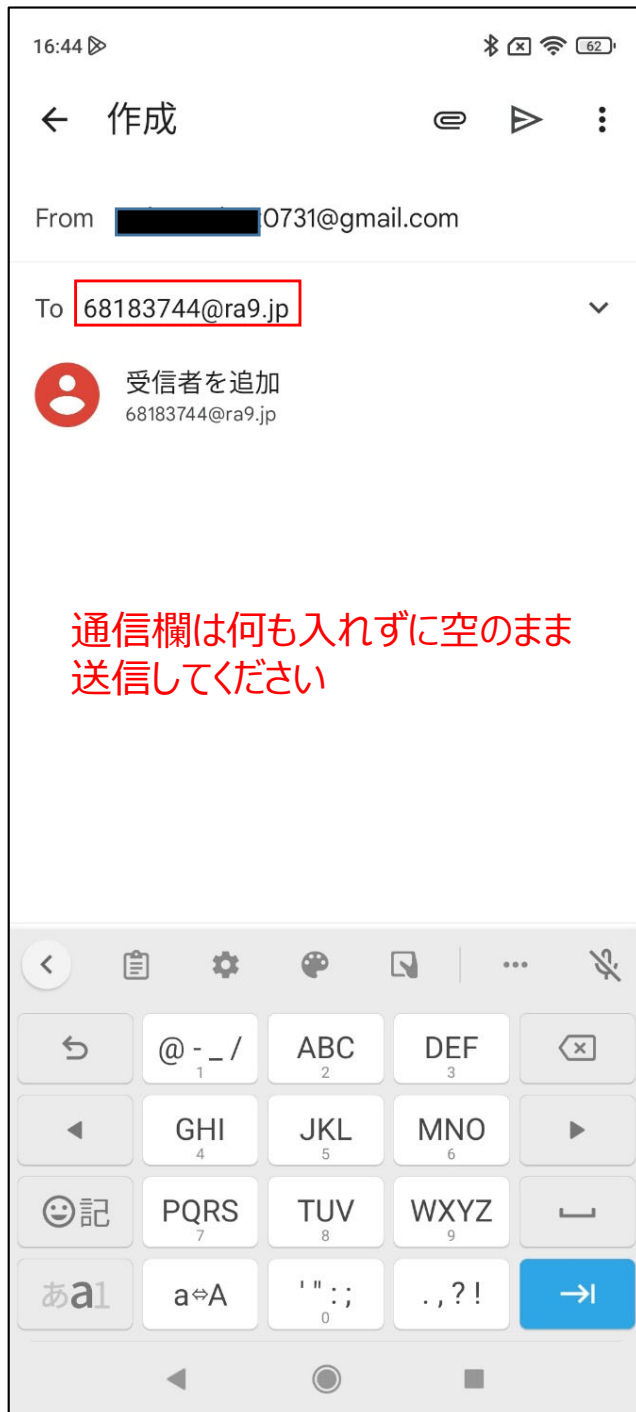 16:44
62
作成
From 0731@gmail.com
To 68183744@ra9.jp
受信者を追加
68183744@ra9.jp
通信欄は何も入れずに空のまま
送信してください
@ - _ / 1 ABC 2 DEF 3
GHI 4 JKL 5 MNO 6
記 PQRS 7 TUV 8 WXYZ 9
あa1 a⇔A ' " : ; 0 . , ? !